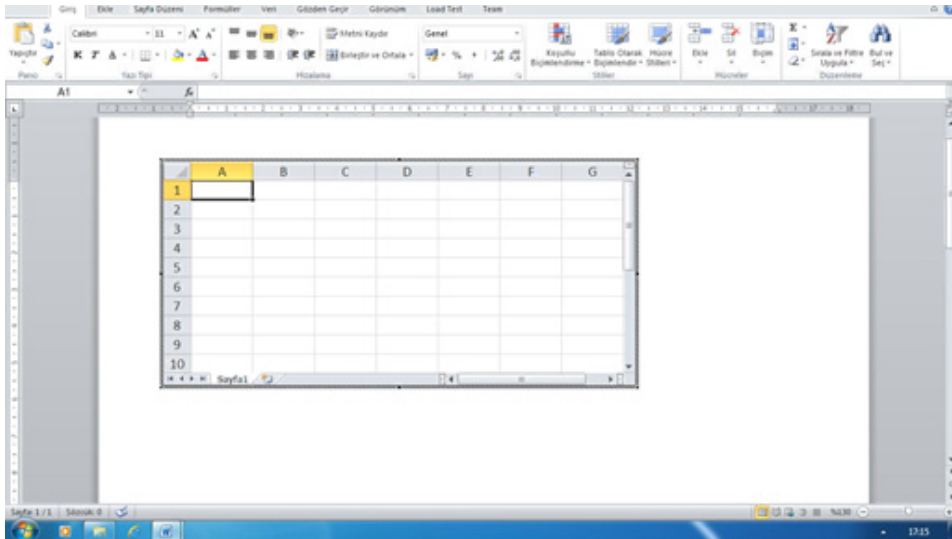 Giriş Ekle Sayfa Düzeni Formüller Veri Gözden Geçir Görünüm Load Test Team
Calibri 11 A A Metni Kaydır Genel Σ
Yapıştır K T A A Birleştir ve Ortala % Koşullu Biçimlendirme Tablo Olarak Biçimlendir Hücre Stilleri Ekle Sil Biçim Sırala ve Filtre Uygula Bul ve Seç
Pano Yazı Tipi Hizalama Sayı Stiller Hücreler Düzenleme
A1 fx
A B C D E F G
1
2
3
4
5
6
7
8
9
10
Sayfa1
Sayfa: 1 / 1 Sözcük: 0 %130
17:15